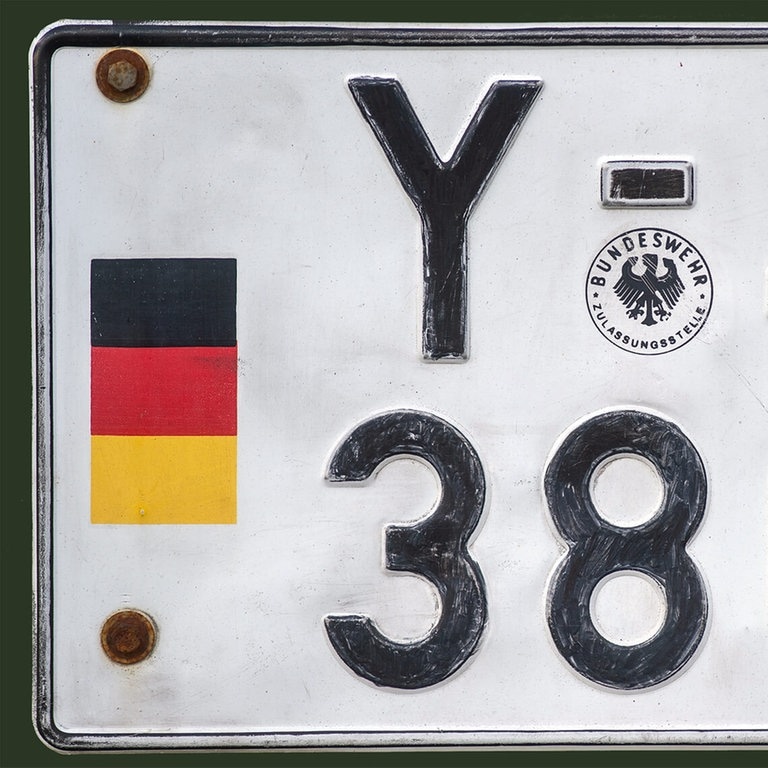 Y-
BUNDESWEHR
ZULASSUNGSSTELLE
38